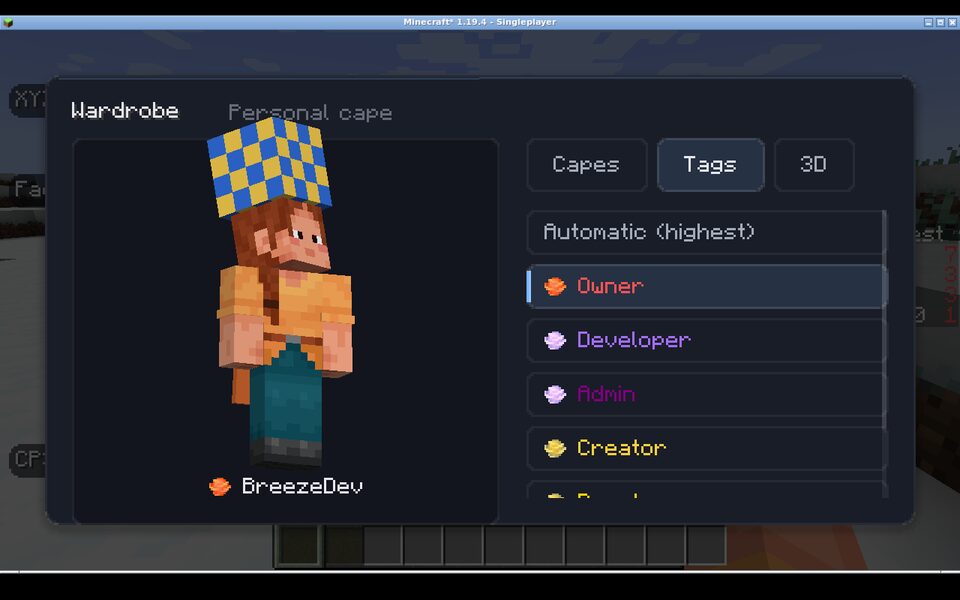 Minecraft* 1.19.4 - Singleplayer
Wardrobe
Personal cape
Capes
Tags
3D
Automatic (highest)
Owner
Developer
Admin
Creator
BreezeDev